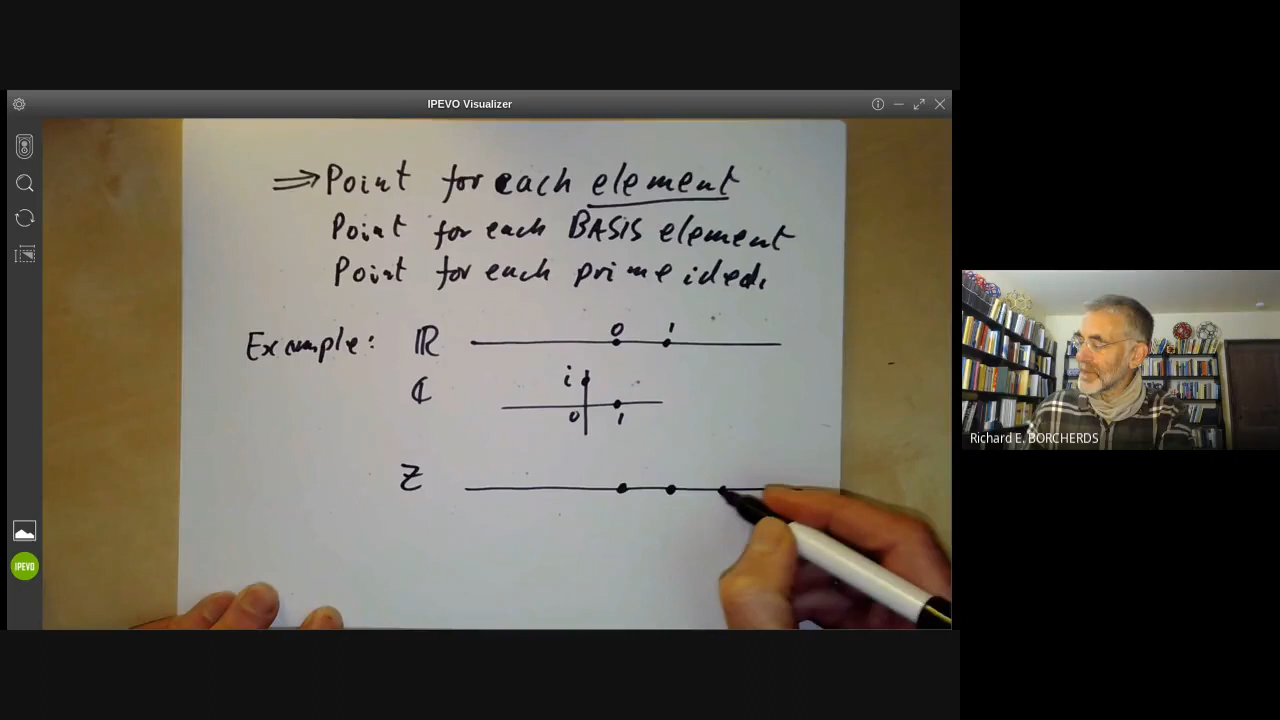 IPEVO Visualizer
⇒ Point for each element
Point for each BASIS element
Point for each prime ideal.
Example: ℝ
0 1
ℂ
i
0 1
Z
IPEVO
Richard E. BORCHERDS